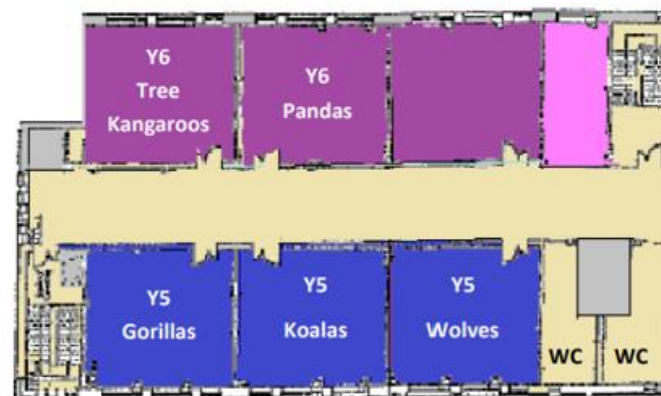 Y6
Tree
Kangaroos
Y6
Pandas
Y5
Gorillas
Y5
Koalas
Y5
Wolves
WC
WC